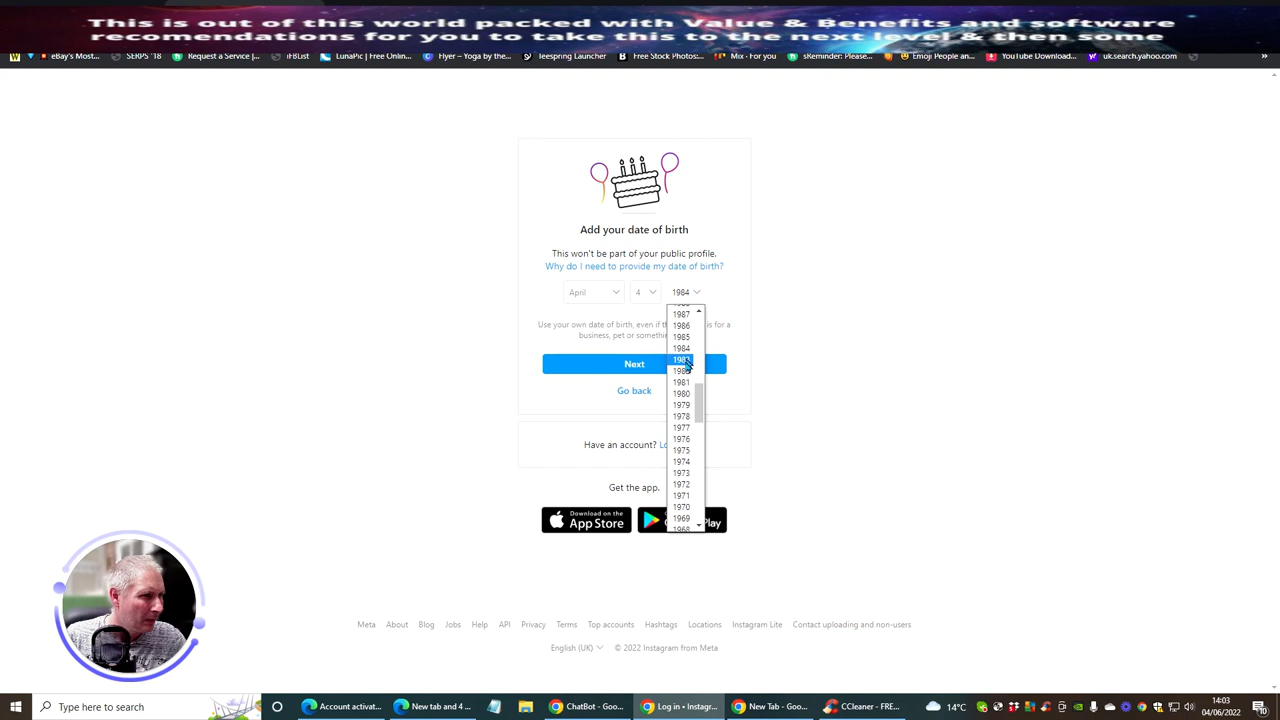 This is out of this world packed with Value & Benefits and software
recomendations for you to take this to the next level & then some
eBay's Most...
SERPS '18
Request a Service |...
iFBList
LunaPic | Free Onlin...
Flyer – Yoga by the...
Teespring Launcher
Free Stock Photos:...
Mix · For you
sReminder: Please...
Emoji People an...
YouTube Download...
uk.search.yahoo.com
»
Add your date of birth
This won't be part of your public profile.
Why do I need to provide my date of birth?
April
4
1984
1987
1986
1985
1984
1981
1980
1979
1978
1977
1976
1975
1974
1973
1972
1971
1970
1969
1968
Use your own date of birth, even if
is for a
business, pet or
Next
Go back
Have an account?
Get the app.
Download on the
App Store
Play
Meta About Blog Jobs Help API Privacy Terms Top accounts Hashtags Locations Instagram Lite Contact uploading and non-users
English (UK) © 2022 Instagram from Meta
Type here to search
Account activat...
New tab and 4 ...
ChatBot - Goo...
Log in • Instagr...
New Tab - Goo...
CCleaner - FRE...
14°C
14:03
04/06/2022